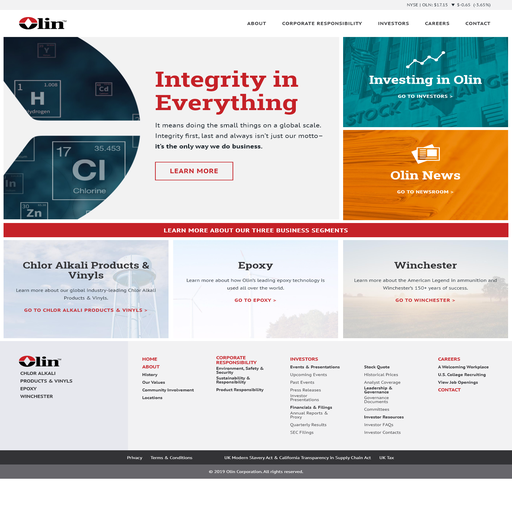 NYSE | OLN: $17.15 ▼ $-0.65 (-3.65%)
Olin™
ABOUT CORPORATE RESPONSIBILITY INVESTORS CAREERS CONTACT
1 1.008
H
Hydrogen
Cd
17 35.453
Cl
Chlorine
30
Zn
Integrity in
Everything
It means doing the small things on a global scale.
Integrity first, last and always isn't just our motto–
it's the only way we do business.
LEARN MORE
Investing in Olin
GO TO INVESTORS >
Olin News
GO TO NEWSROOM >
LEARN MORE ABOUT OUR THREE BUSINESS SEGMENTS
Chlor Alkali Products &
Vinyls
Learn more about our global industry-leading Chlor Alkali
Products & Vinyls.
GO TO CHLOR ALKALI PRODUCTS & VINYLS >
Epoxy
Learn more about how Olin's leading epoxy technology is
used all over the world.
GO TO EPOXY >
Winchester
Learn more about the American Legend in ammunition and
Winchester's 150+ years of success.
GO TO WINCHESTER >
Olin™
CHLOR ALKALI
PRODUCTS & VINYLS
EPOXY
WINCHESTER
HOME
ABOUT
History
Our Values
Community Involvement
Locations
CORPORATE
RESPONSIBILITY
Environment, Safety &
Security
Sustainability &
Responsibility
Product Responsibility
INVESTORS
Events & Presentations
Upcoming Events
Past Events
Press Releases
Investor
Presentations
Financials & Filings
Annual Reports &
Proxy
Quarterly Results
SEC Filings
Stock Quote
Historical Prices
Analyst Coverage
Leadership &
Governance
Governance
Documents
Committees
Investor Resources
Investor FAQs
Investor Contacts
CAREERS
A Welcoming Workplace
U.S. College Recruiting
View Job Openings
CONTACT
Privacy Terms & Conditions UK Modern Slavery Act & California Transparency In Supply Chain Act UK Tax
© 2019 Olin Corporation. All rights reserved.